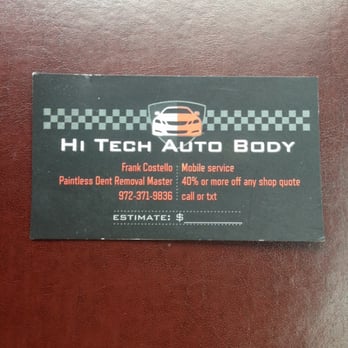 Hi Tech Auto Body
Frank Costello
Paintless Dent Removal Master
972-371-9836
Mobile service
40% or more off any shop quote
call or txt
ESTIMATE: $